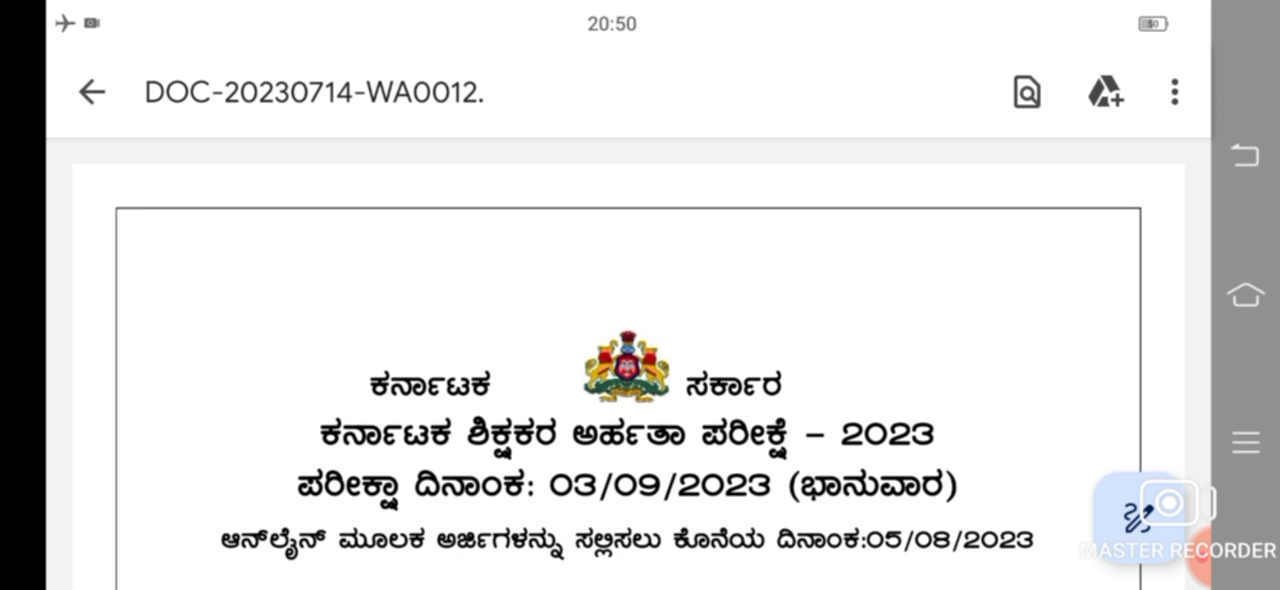 20:50
50
DOC-20230714-WA0012.
ಕರ್ನಾಟಕ ಸರ್ಕಾರ
ಕರ್ನಾಟಕ ಶಿಕ್ಷಕರ ಅರ್ಹತಾ ಪರೀಕ್ಷೆ – 2023
ಪರೀಕ್ಷಾ ದಿನಾಂಕ: 03/09/2023 (ಭಾನುವಾರ)
ಆನ್‌ಲೈನ್ ಮೂಲಕ ಅರ್ಜಿಗಳನ್ನು ಸಲ್ಲಿಸಲು ಕೊನೆಯ ದಿನಾಂಕ:05/08/2023
MASTER RECORDER